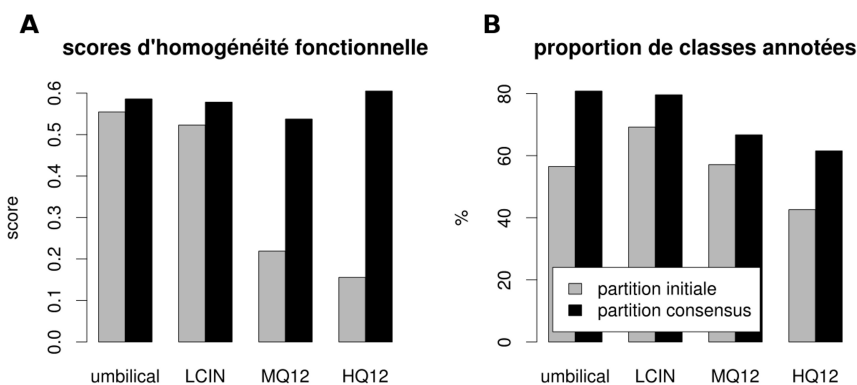 A
scores d'homogénéité fonctionnelle
score
0.0
0.1
0.2
0.3
0.4
0.5
0.6
umbilical
LCIN
MQ12
HQ12
B
proportion de classes annotées
%
0
20
40
60
80
partition initiale
partition consensus
umbilical
LCIN
MQ12
HQ12